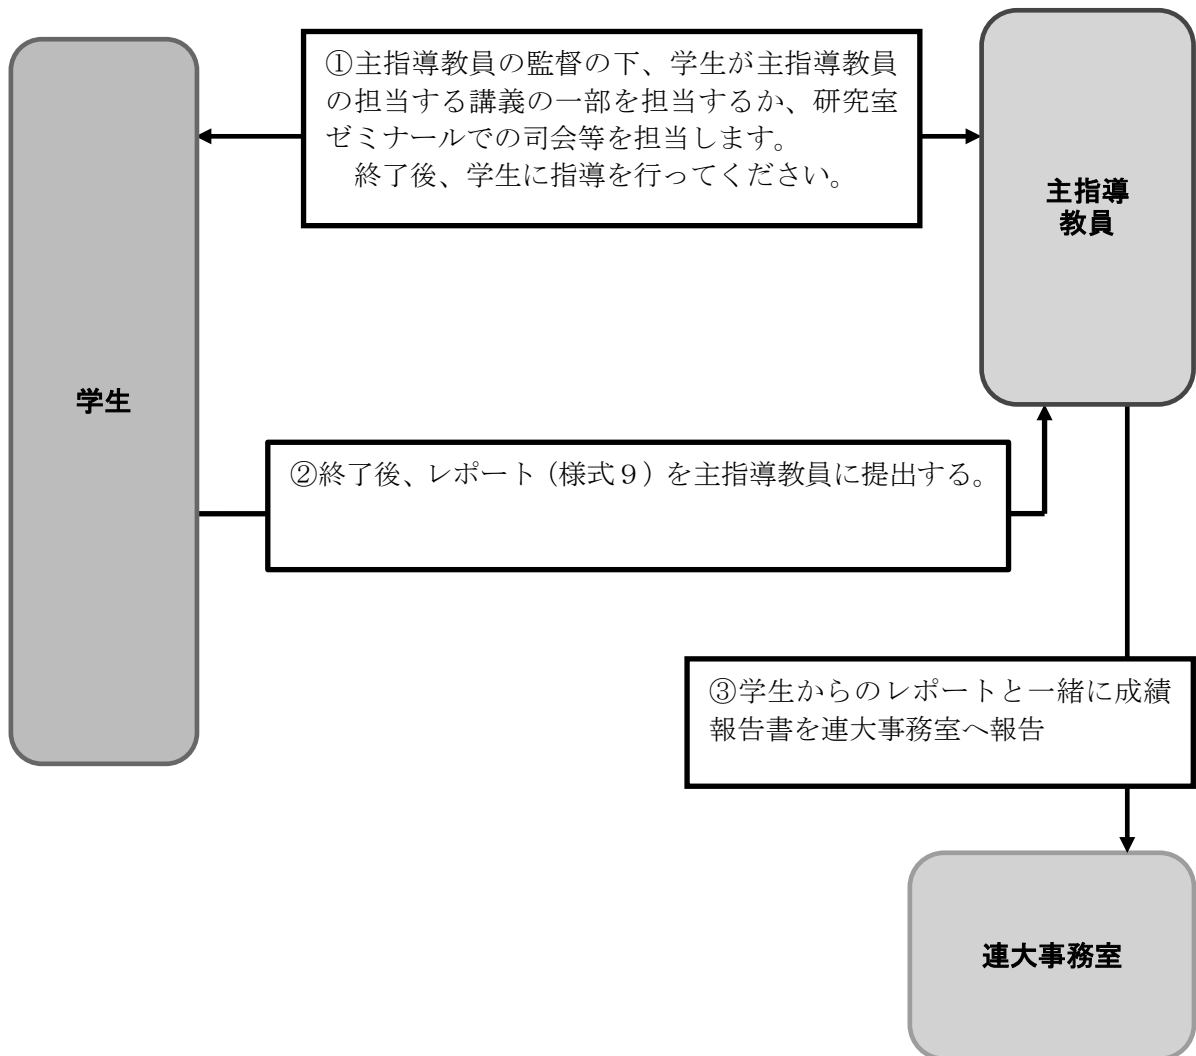 ①主指導教員の監督の下、学生が主指導教員
の担当する講義の一部を担当するか、研究室
ゼミナールでの司会等を担当します。
　終了後、学生に指導を行ってください。
主指導
教員
学生
②終了後、レポート（様式９）を主指導教員に提出する。
③学生からのレポートと一緒に成績
報告書を連大事務室へ報告
連大事務室